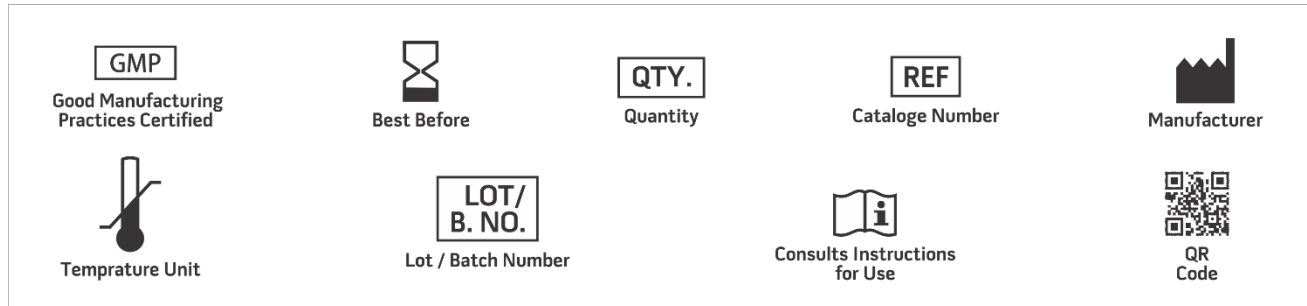 GMP
Good Manufacturing
Practices Certified
Best Before
QTY.
Quantity
REF
Cataloge Number
Manufacturer
Temprature Unit
LOT/
B. NO.
Lot / Batch Number
i
Consults Instructions
for Use
QR
Code